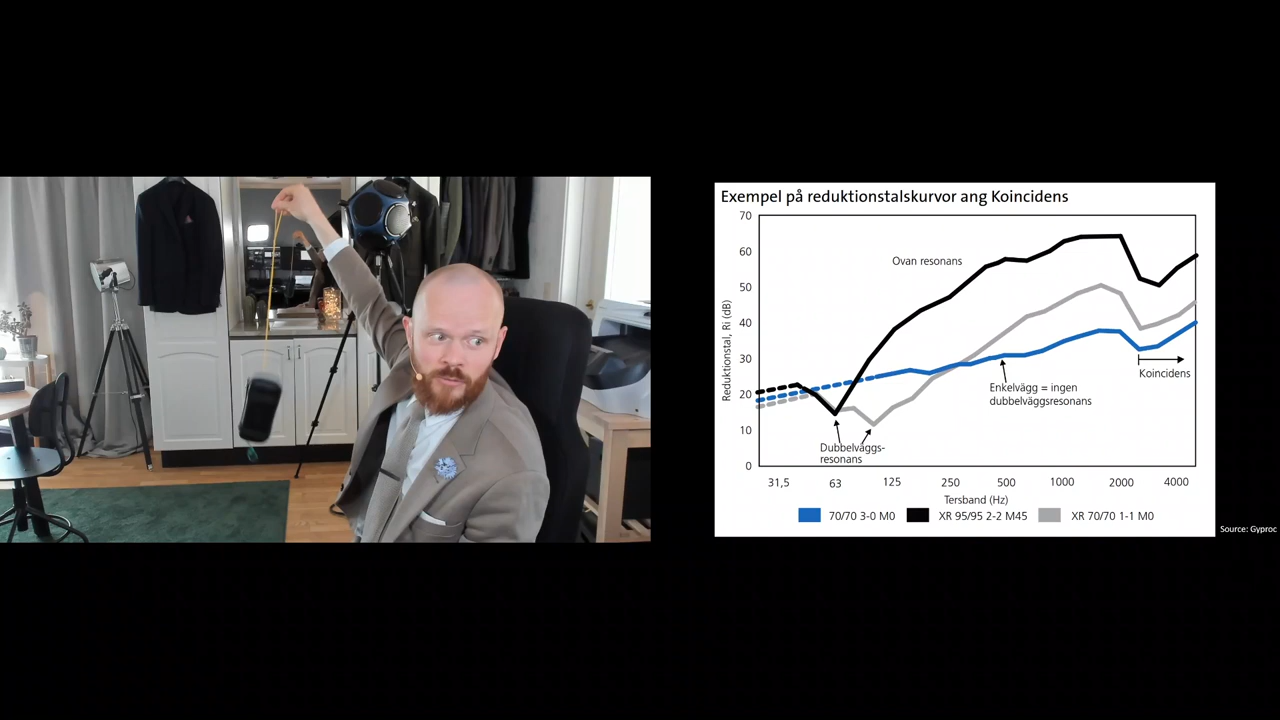 Exempel på reduktionstalskurvor ang Koincidens
70
60
50
40
30
20
10
0
Reduktionstal, Ri (dB)
Ovan resonans
Koincidens
Enkelvägg = ingen
dubbelväggsresonans
Dubbelväggs-
resonans
31,5 63 125 250 500 1000 2000 4000
Tersband (Hz)
70/70 3-0 M0 XR 95/95 2-2 M45 XR 70/70 1-1 M0
Source: Gyproc